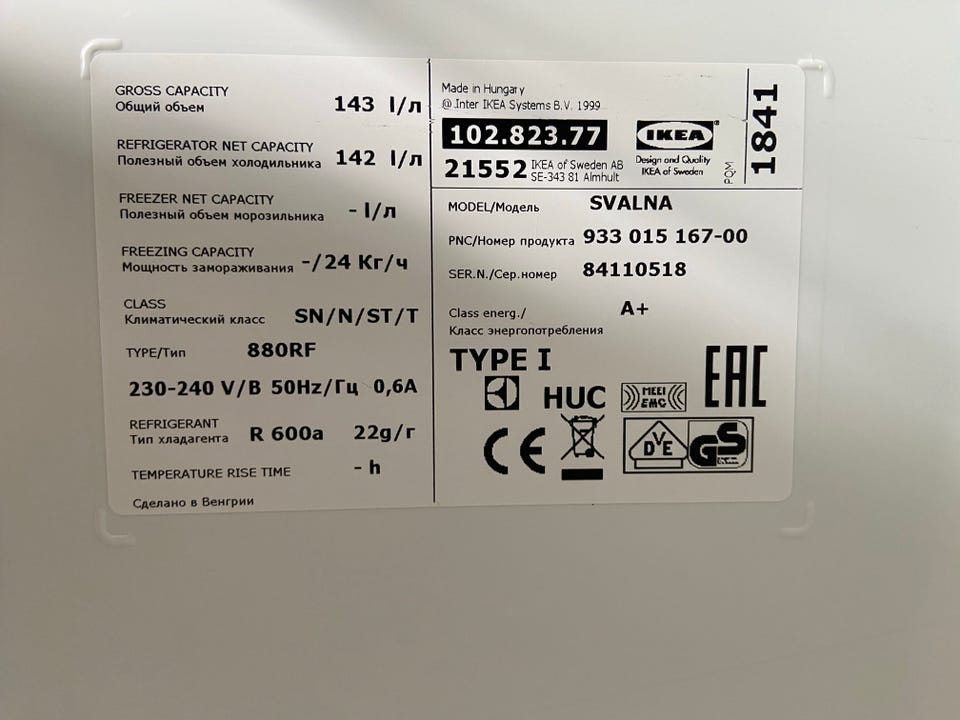 GROSS CAPACITY
Общий объем 143 l/л
REFRIGERATOR NET CAPACITY
Полезный объем холодильника 142 l/л
FREEZER NET CAPACITY
Полезный объем морозильника - l/л
FREEZING CAPACITY
Мощность замораживания -/24 Кг/ч
CLASS
Климатический класс SN/N/ST/T
TYPE/Тип 880RF
230-240 V/В 50Hz/Гц 0,6A
REFRIGERANT
Тип хладагента R 600a 22g/г
TEMPERATURE RISE TIME - h
Сделано в Венгрии
Made in Hungary
@ Inter IKEA Systems B.V. 1999
102.823.77
21552 IKEA of Sweden AB
SE-343 81 Almhult
IKEA®
Design and Quality
IKEA of Sweden
PQM
1841
MODEL/Модель SVALNA
PNC/Номер продукта 933 015 167-00
SER.N./Сер.номер 84110518
Class energ./ A+
Класс энергопотребления
TYPE I
HUC
MEEI
EMC
EAC
CE
VDE
GS